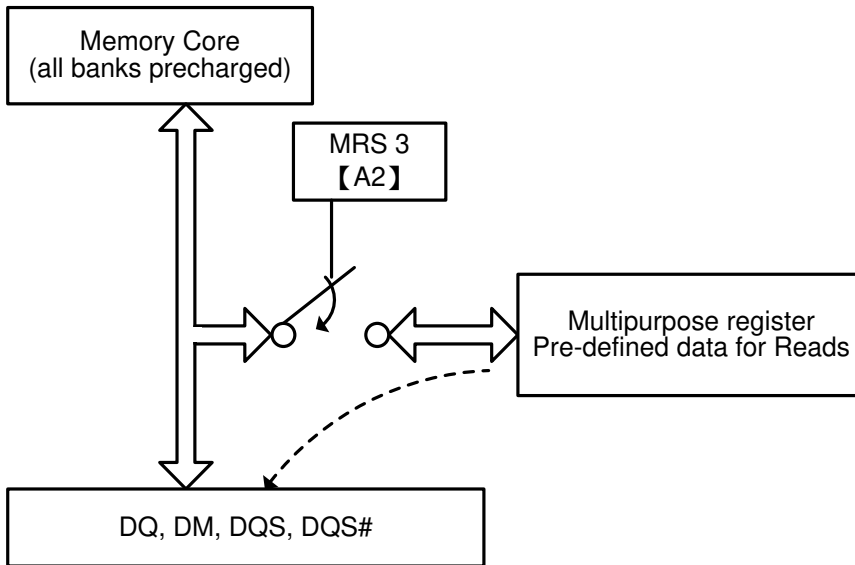 Memory Core
(all banks precharged)
MRS 3
【A2】
Multipurpose register
Pre-defined data for Reads
DQ, DM, DQS, DQS#